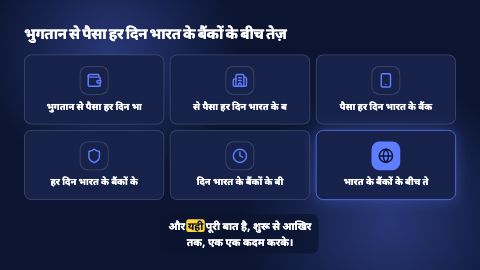 भुगतान से पैसा हर दिन भारत के बैंकों के बीच तेज़
भुगतान से पैसा हर दिन भा
से पैसा हर दिन भारत के ब
पैसा हर दिन भारत के बैंक
हर दिन भारत के बैंकों के
दिन भारत के बैंकों के बी
भारत के बैंकों के बीच ते
और यही पूरी बात है, शुरू से आखिर
तक, एक एक कदम करके।